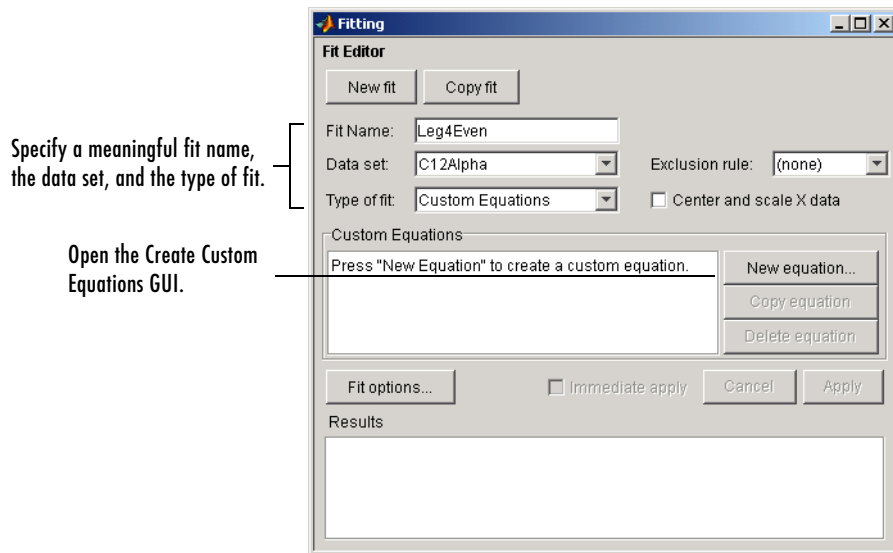 Fitting
Fit Editor
New fit
Copy fit
Fit Name: Leg4Even
Data set: C12Alpha
Exclusion rule: (none)
Type of fit: Custom Equations
Center and scale X data
Specify a meaningful fit name,
the data set, and the type of fit.
Custom Equations
Press "New Equation" to create a custom equation.
New equation...
Copy equation
Delete equation
Open the Create Custom
Equations GUI.
Fit options...
Immediate apply
Cancel
Apply
Results